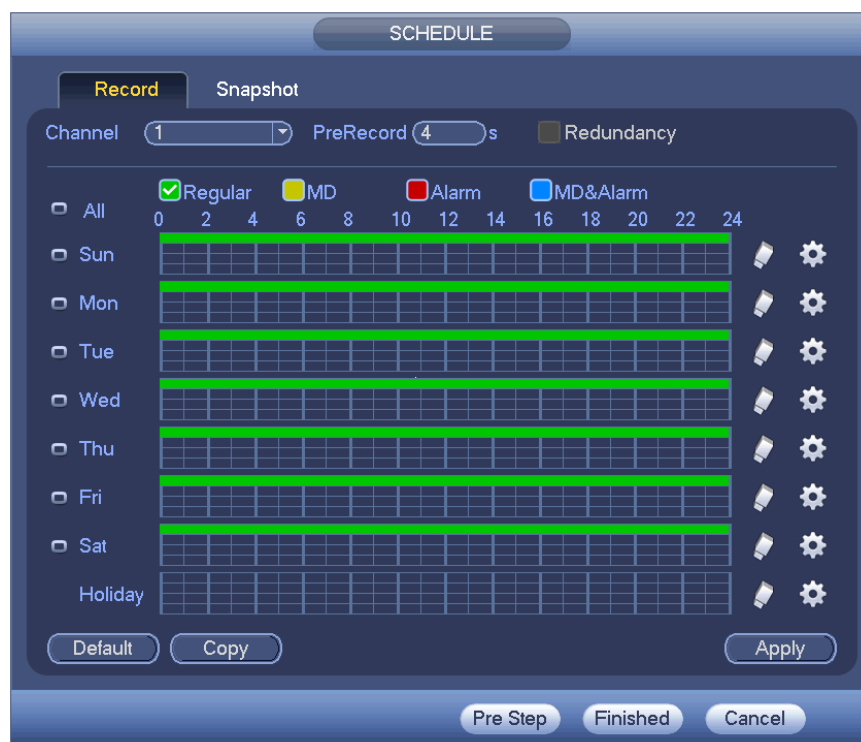 SCHEDULE
Record Snapshot
Channel 1 PreRecord 4 s Redundancy
Regular MD Alarm MD&Alarm
All
0 2 4 6 8 10 12 14 16 18 20 22 24
Sun
Mon
Tue
Wed
Thu
Fri
Sat
Holiday
Default Copy Apply
Pre Step Finished Cancel